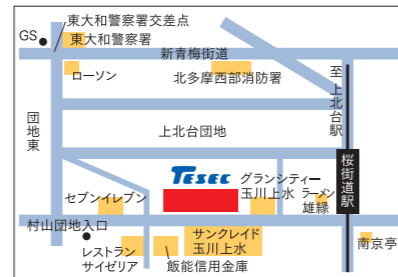 東大和警察署交差点
GS
東大和警察署
新青梅街道
ローソン
北多摩西部消防署
至上北台駅
団地東
上北台団地
桜街道駅
TESEC
グランシティー
玉川上水
ラーメン
雄縁
セブンイレブン
村山団地入口
サンクレイド
玉川上水
南京亭
レストラン
サイゼリア
飯能信用金庫